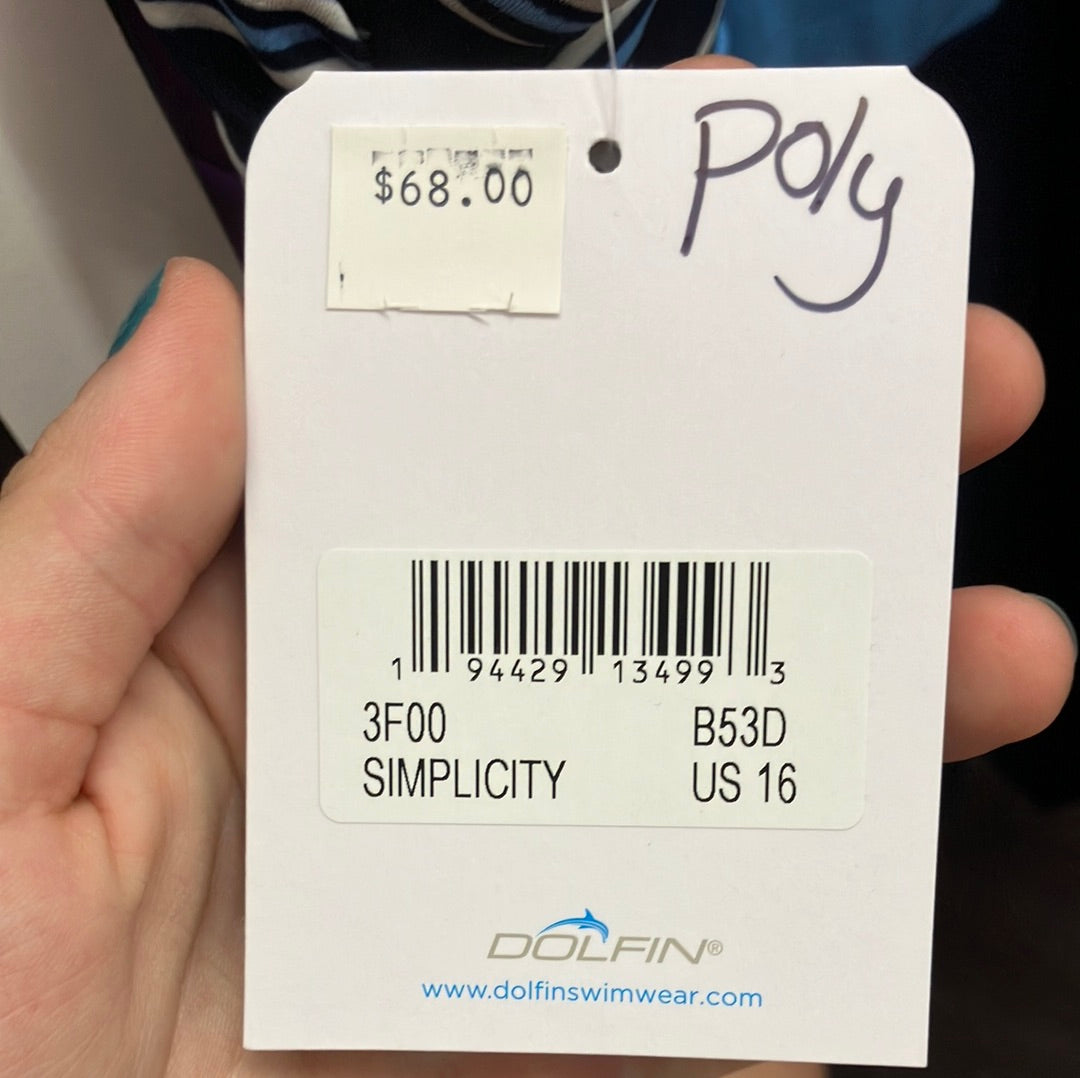 $68.00
Poly
1 94429 13499 3
3F00 B53D
SIMPLICITY US 16
DOLFIN®
www.dolfinswimwear.com